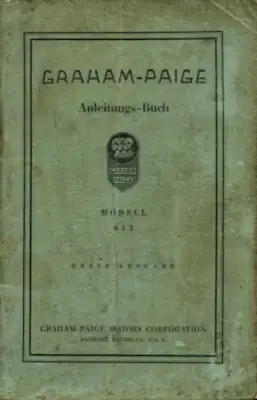 GRAHAM-PAIGE
Anleitungs-Buch
MODELL
612
ERSTE AUSGABE
GRAHAM-PAIGE MOTORS CORPORATION
DETROIT, MICHIGAN, U.S.A.